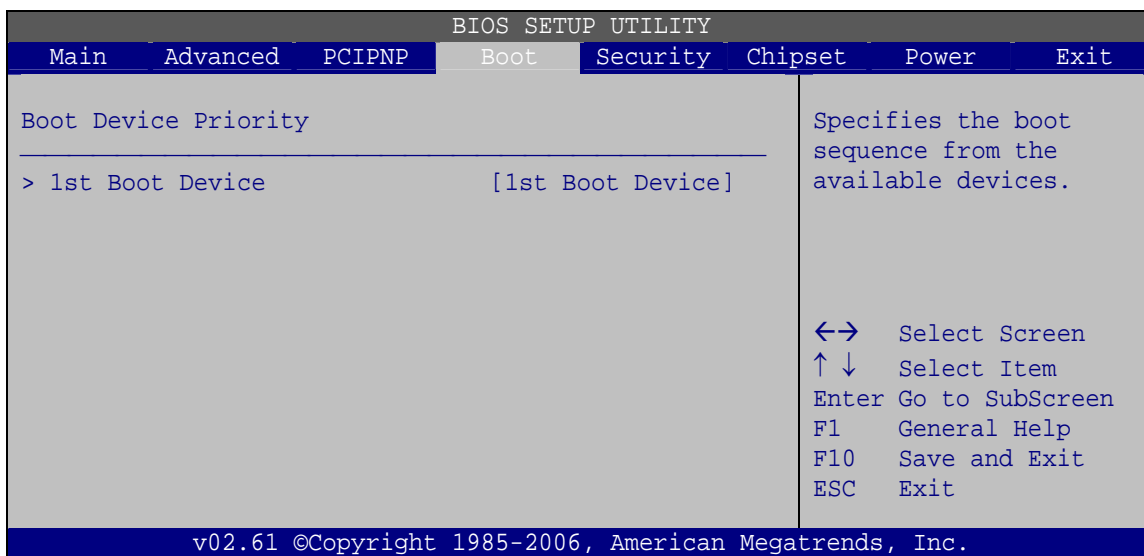 BIOS SETUP UTILITY
Main Advanced PCIPNP Boot Security Chipset Power Exit
Boot Device Priority
> 1st Boot Device [1st Boot Device]
Specifies the boot
sequence from the
available devices.
←→ Select Screen
↑ ↓ Select Item
Enter Go to SubScreen
F1 General Help
F10 Save and Exit
ESC Exit
v02.61 ©Copyright 1985-2006, American Megatrends, Inc.